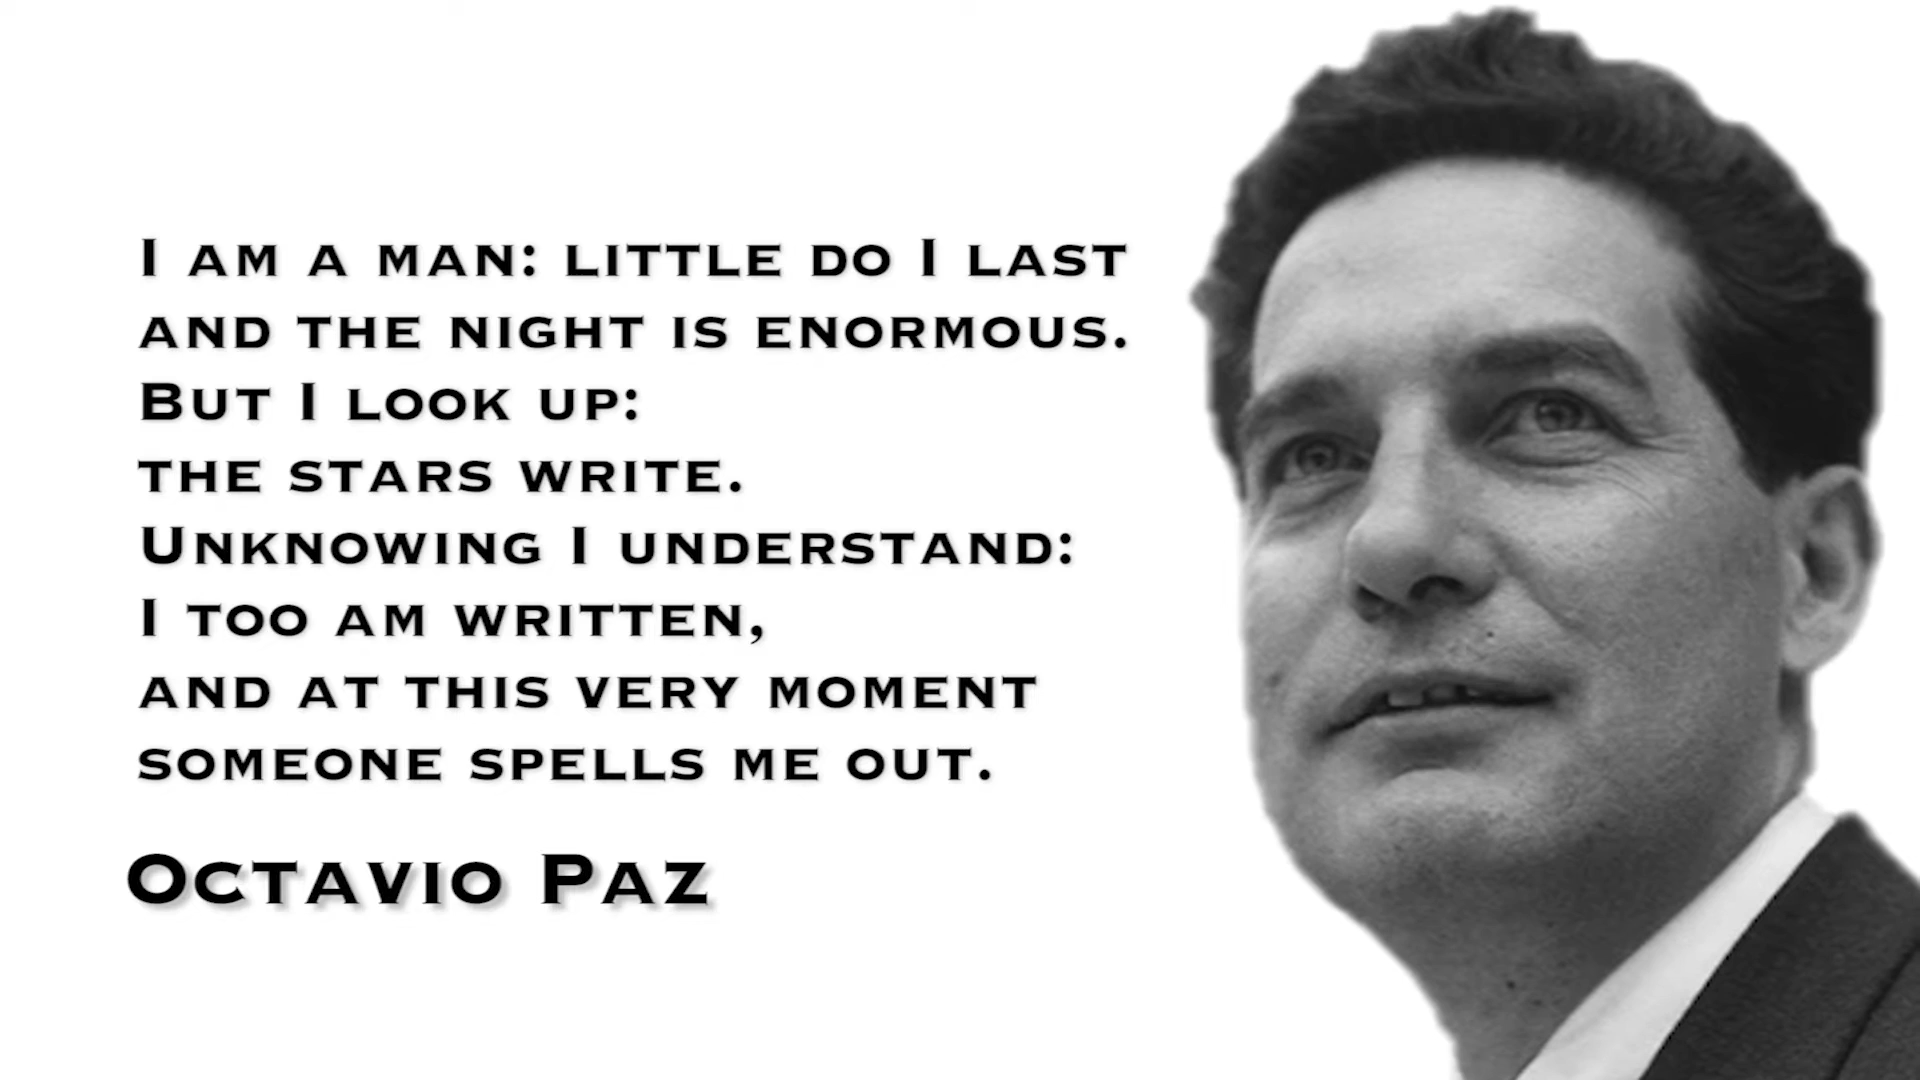 I am a man: little do I last
and the night is enormous.
But I look up:
the stars write.
Unknowing I understand:
I too am written,
and at this very moment
someone spells me out.
Octavio Paz